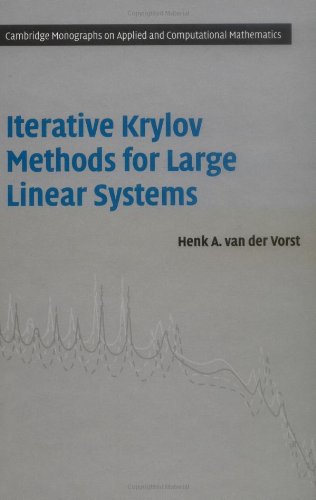 Cambridge Monographs on Applied and Computational Mathematics
Iterative Krylov
Methods for Large
Linear Systems
Henk A. van der Vorst